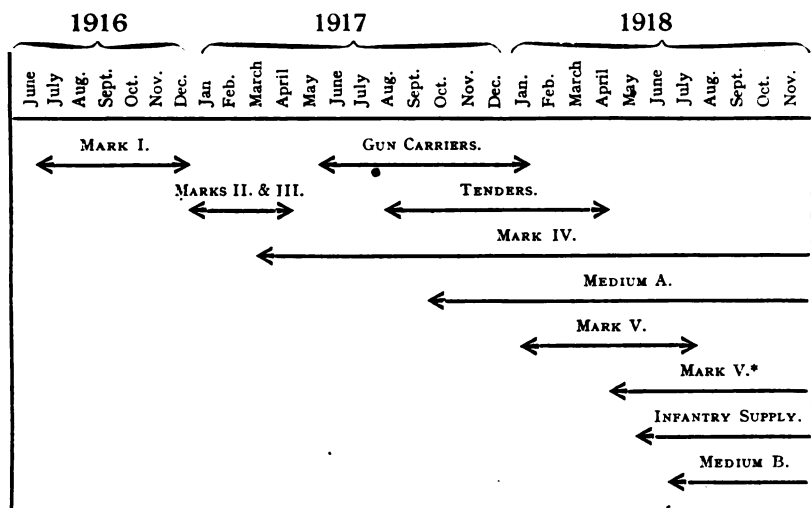 1916 1917 1918
June July Aug. Sept. Oct. Nov. Dec. Jan Feb. March April May June July Aug. Sept. Oct. Nov. Dec. Jan. Feb. March April May June July Aug. Sept. Oct. Nov.
MARK I. GUN CARRIERS.
MARKS II. & III. TENDERS.
MARK IV.
MEDIUM A.
MARK V.
MARK V.*
INFANTRY SUPPLY.
MEDIUM B.